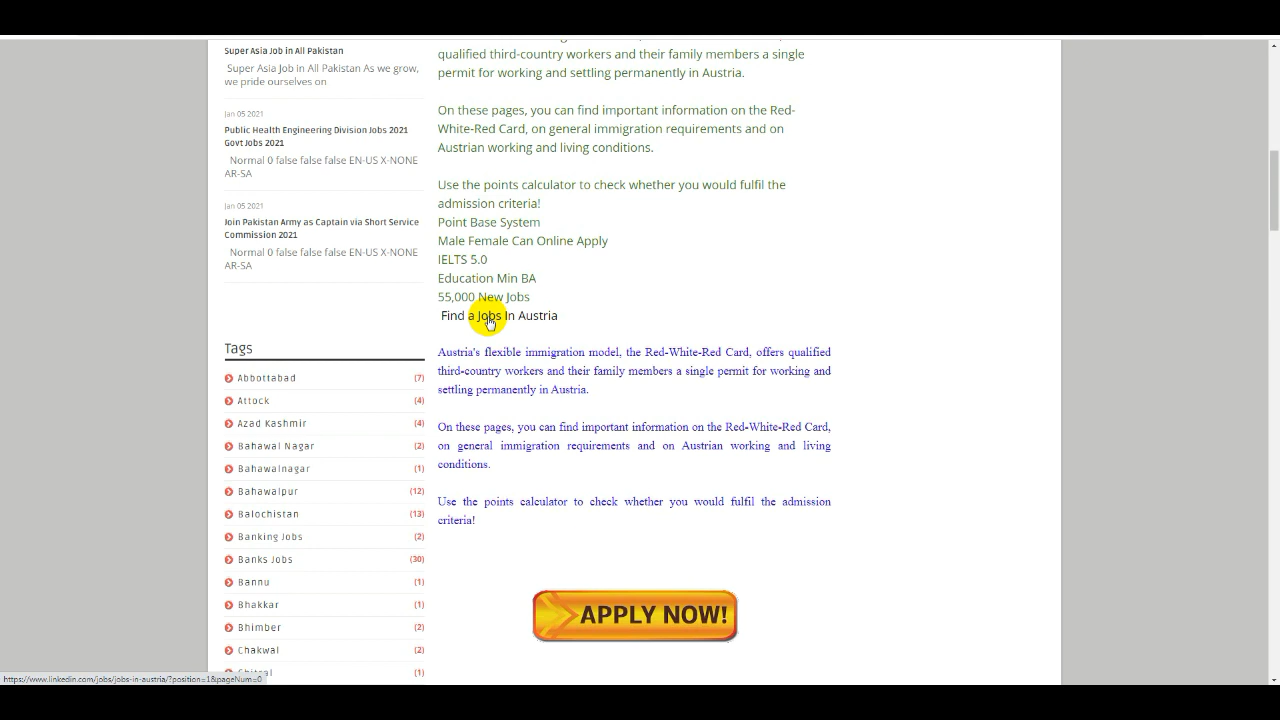 Super Asia Job in All Pakistan
Super Asia Job in All Pakistan As we grow,
we pride ourselves on
Jan 05 2021
Public Health Engineering Division Jobs 2021
Govt Jobs 2021
Normal 0 false false false EN-US X-NONE
AR-SA
Jan 05 2021
Join Pakistan Army as Captain via Short Service
Commission 2021
Normal 0 false false false EN-US X-NONE
AR-SA
Tags
Abbottabad (7)
Attock (4)
Azad Kashmir (4)
Bahawal Nagar (2)
Bahawalnagar (1)
Bahawalpur (12)
Balochistan (13)
Banking Jobs (2)
Banks Jobs (30)
Bannu (1)
Bhakkar (1)
Bhimber (2)
Chakwal (2)
(1)
qualified third-country workers and their family members a single
permit for working and settling permanently in Austria.
On these pages, you can find important information on the Red-
White-Red Card, on general immigration requirements and on
Austrian working and living conditions.
Use the points calculator to check whether you would fulfil the
admission criteria!
Point Base System
Male Female Can Online Apply
IELTS 5.0
Education Min BA
55,000 New Jobs
Find a Jobs In Austria
Austria's flexible immigration model, the Red-White-Red Card, offers qualified
third-country workers and their family members a single permit for working and
settling permanently in Austria.
On these pages, you can find important information on the Red-White-Red Card,
on general immigration requirements and on Austrian working and living
conditions.
Use the points calculator to check whether you would fulfil the admission
criteria!
APPLY NOW!
https://www.linkedin.com/jobs/jobs-in-austria/?position=1&pageNum=0